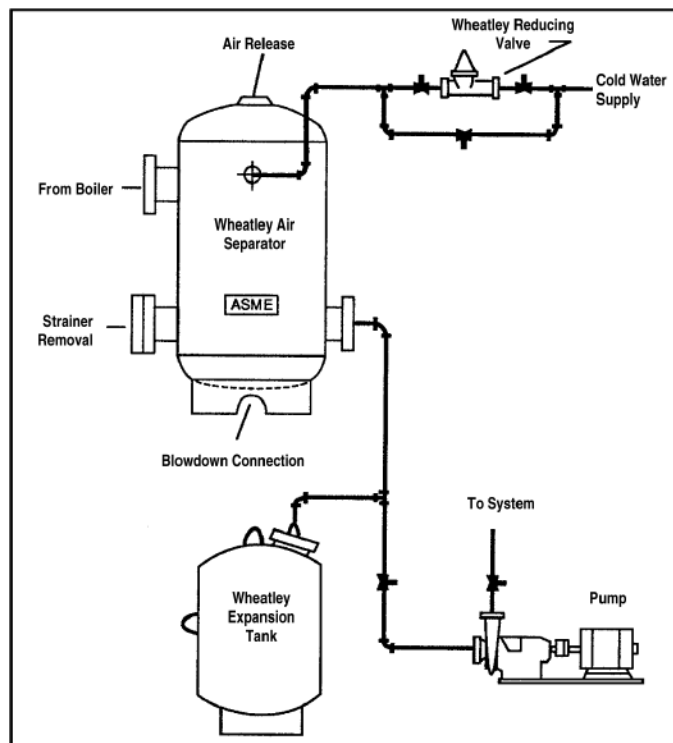 Air Release
Wheatley Reducing
Valve
Cold Water
Supply
From Boiler
Wheatley Air
Separator
ASME
Strainer
Removal
Blowdown Connection
To System
Wheatley
Expansion
Tank
Pump